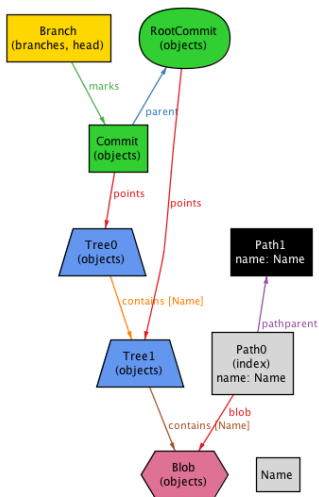 Branch
(branches, head)
RootCommit
(objects)
marks
parent
Commit
(objects)
points
points
Tree0
(objects)
Path1
name: Name
contains [Name]
pathparent
Tree1
(objects)
Path0
(index)
name: Name
blob
contains [Name]
Blob
(objects)
Name